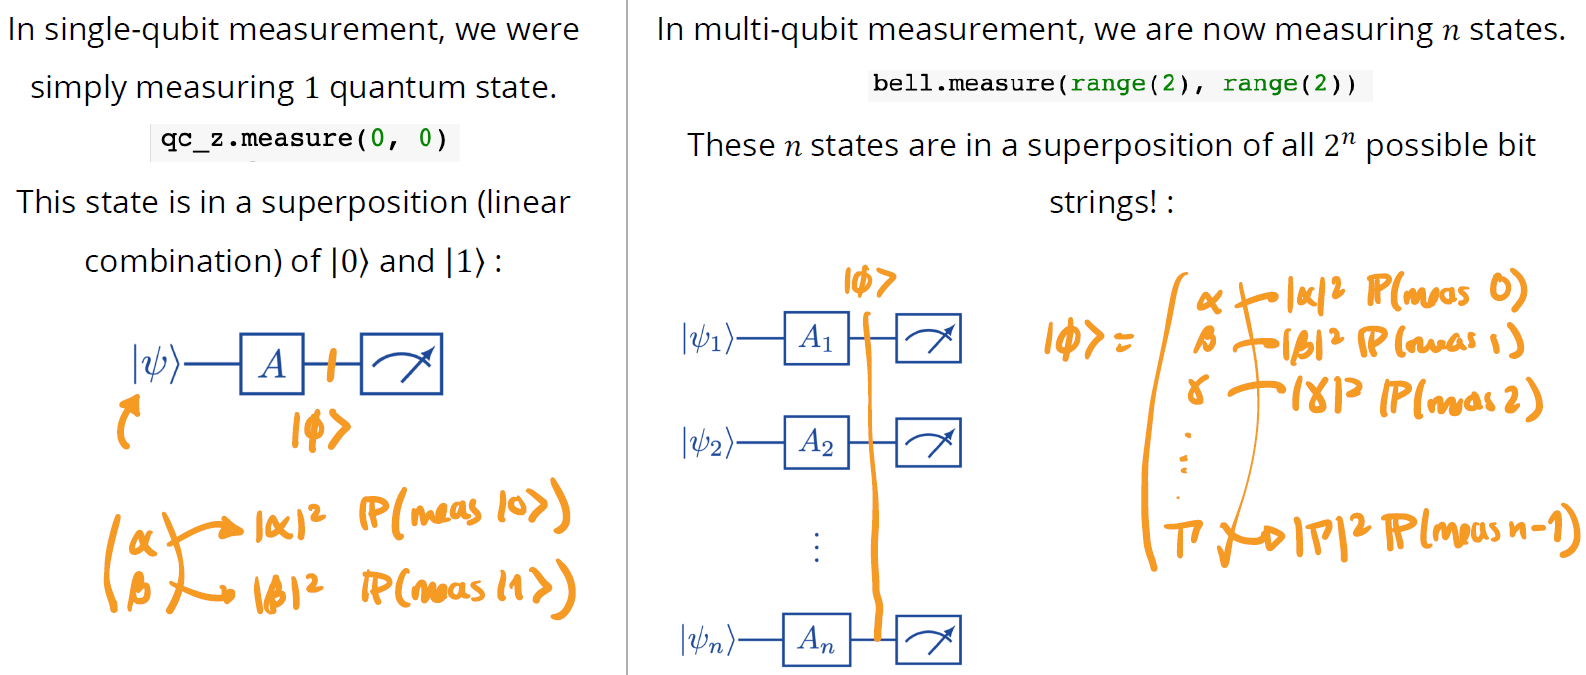 In single-qubit measurement, we were
simply measuring 1 quantum state.
qc_z.measure(0, 0)
This state is in a superposition (linear
combination) of |0⟩ and |1⟩ :
|ψ⟩ A
|ϕ⟩
α |α|² ℙ(meas |0⟩)
β |β|² ℙ(meas |1⟩)
In multi-qubit measurement, we are now measuring n states.
bell.measure(range(2), range(2))
These n states are in a superposition of all 2ⁿ possible bit
strings! :
|ϕ⟩
|ψ₁⟩ A₁
|ψ₂⟩ A₂
⋮
|ψₙ⟩ Aₙ
α |α|² ℙ(meas 0)
|ϕ⟩ = β |β|² ℙ(meas 1)
γ |γ|² ℙ(meas 2)
⋮
π |π|² ℙ(meas n-1)